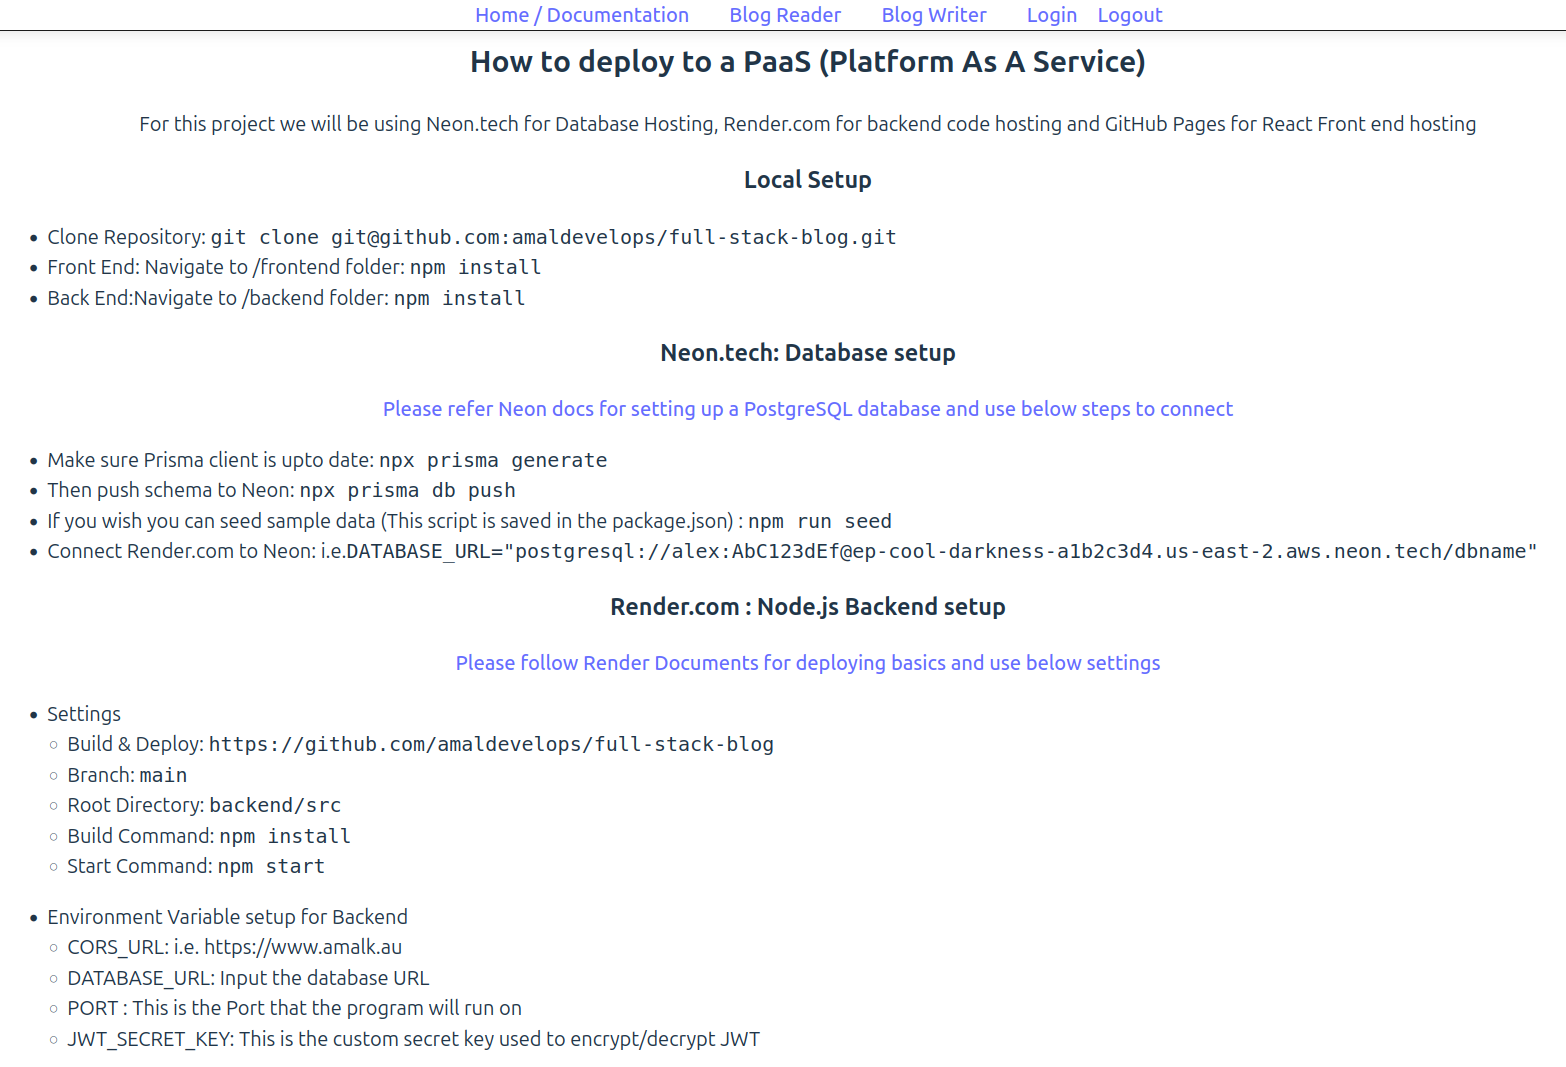 Home / Documentation Blog Reader Blog Writer Login Logout
How to deploy to a PaaS (Platform As A Service)
For this project we will be using Neon.tech for Database Hosting, Render.com for backend code hosting and GitHub Pages for React Front end hosting
Local Setup
Clone Repository: git clone git@github.com:amaldevelops/full-stack-blog.git
Front End: Navigate to /frontend folder: npm install
Back End:Navigate to /backend folder: npm install
Neon.tech: Database setup
Please refer Neon docs for setting up a PostgreSQL database and use below steps to connect
Make sure Prisma client is upto date: npx prisma generate
Then push schema to Neon: npx prisma db push
If you wish you can seed sample data (This script is saved in the package.json) : npm run seed
Connect Render.com to Neon: i.e.DATABASE_URL="postgresql://alex:AbC123dEf@ep-cool-darkness-a1b2c3d4.us-east-2.aws.neon.tech/dbname"
Render.com : Node.js Backend setup
Please follow Render Documents for deploying basics and use below settings
Settings
Build & Deploy: https://github.com/amaldevelops/full-stack-blog
Branch: main
Root Directory: backend/src
Build Command: npm install
Start Command: npm start
Environment Variable setup for Backend
CORS_URL: i.e. https://www.amalk.au
DATABASE_URL: Input the database URL
PORT : This is the Port that the program will run on
JWT_SECRET_KEY: This is the custom secret key used to encrypt/decrypt JWT